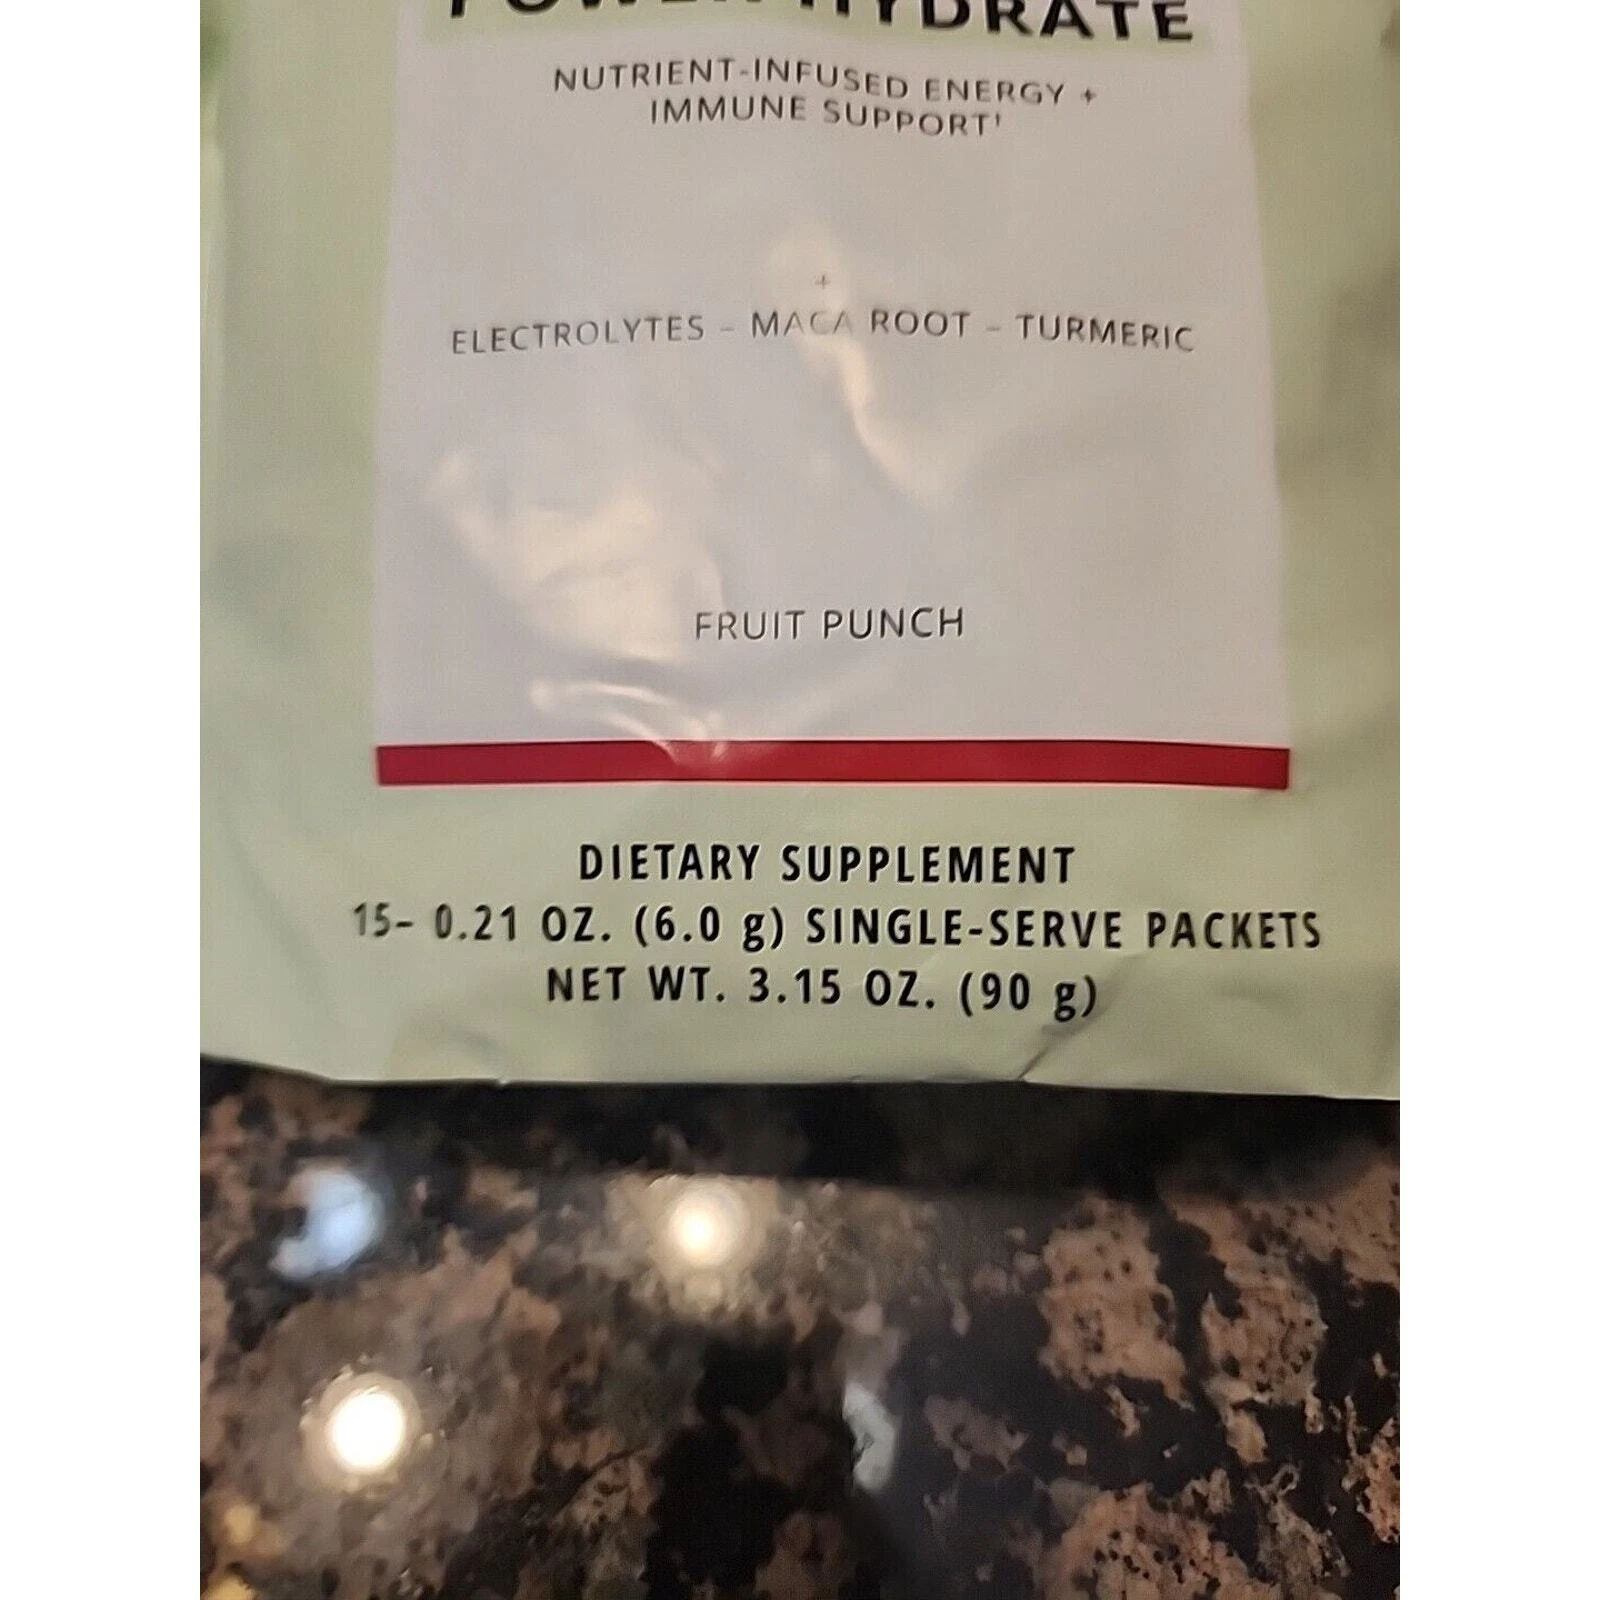 POWER HYDRATE
NUTRIENT-INFUSED ENERGY +
IMMUNE SUPPORT†
+
ELECTROLYTES – MACA ROOT – TURMERIC
FRUIT PUNCH
DIETARY SUPPLEMENT
15- 0.21 OZ. (6.0 g) SINGLE-SERVE PACKETS
NET WT. 3.15 OZ. (90 g)